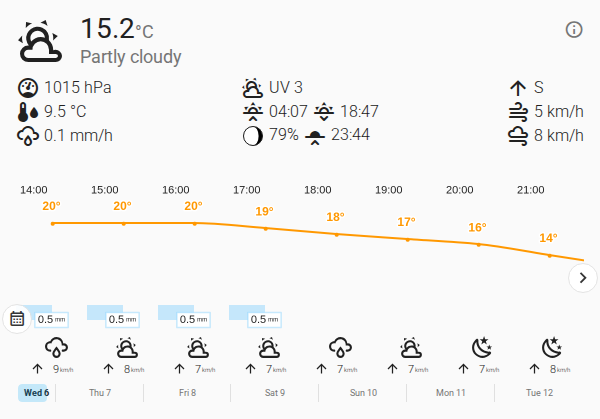 15.2°C
Partly cloudy
1015 hPa UV 3 S
9.5 °C 04:07 18:47 5 km/h
0.1 mm/h 79% 23:44 8 km/h
14:00 15:00 16:00 17:00 18:00 19:00 20:00 21:00
20° 20° 20° 19° 18° 17° 16° 14°
0.5 mm 0.5 mm 0.5 mm 0.5 mm
9 km/h 8 km/h 7 km/h 7 km/h 7 km/h 7 km/h 7 km/h 8 km/h
Wed 6 Thu 7 Fri 8 Sat 9 Sun 10 Mon 11 Tue 12